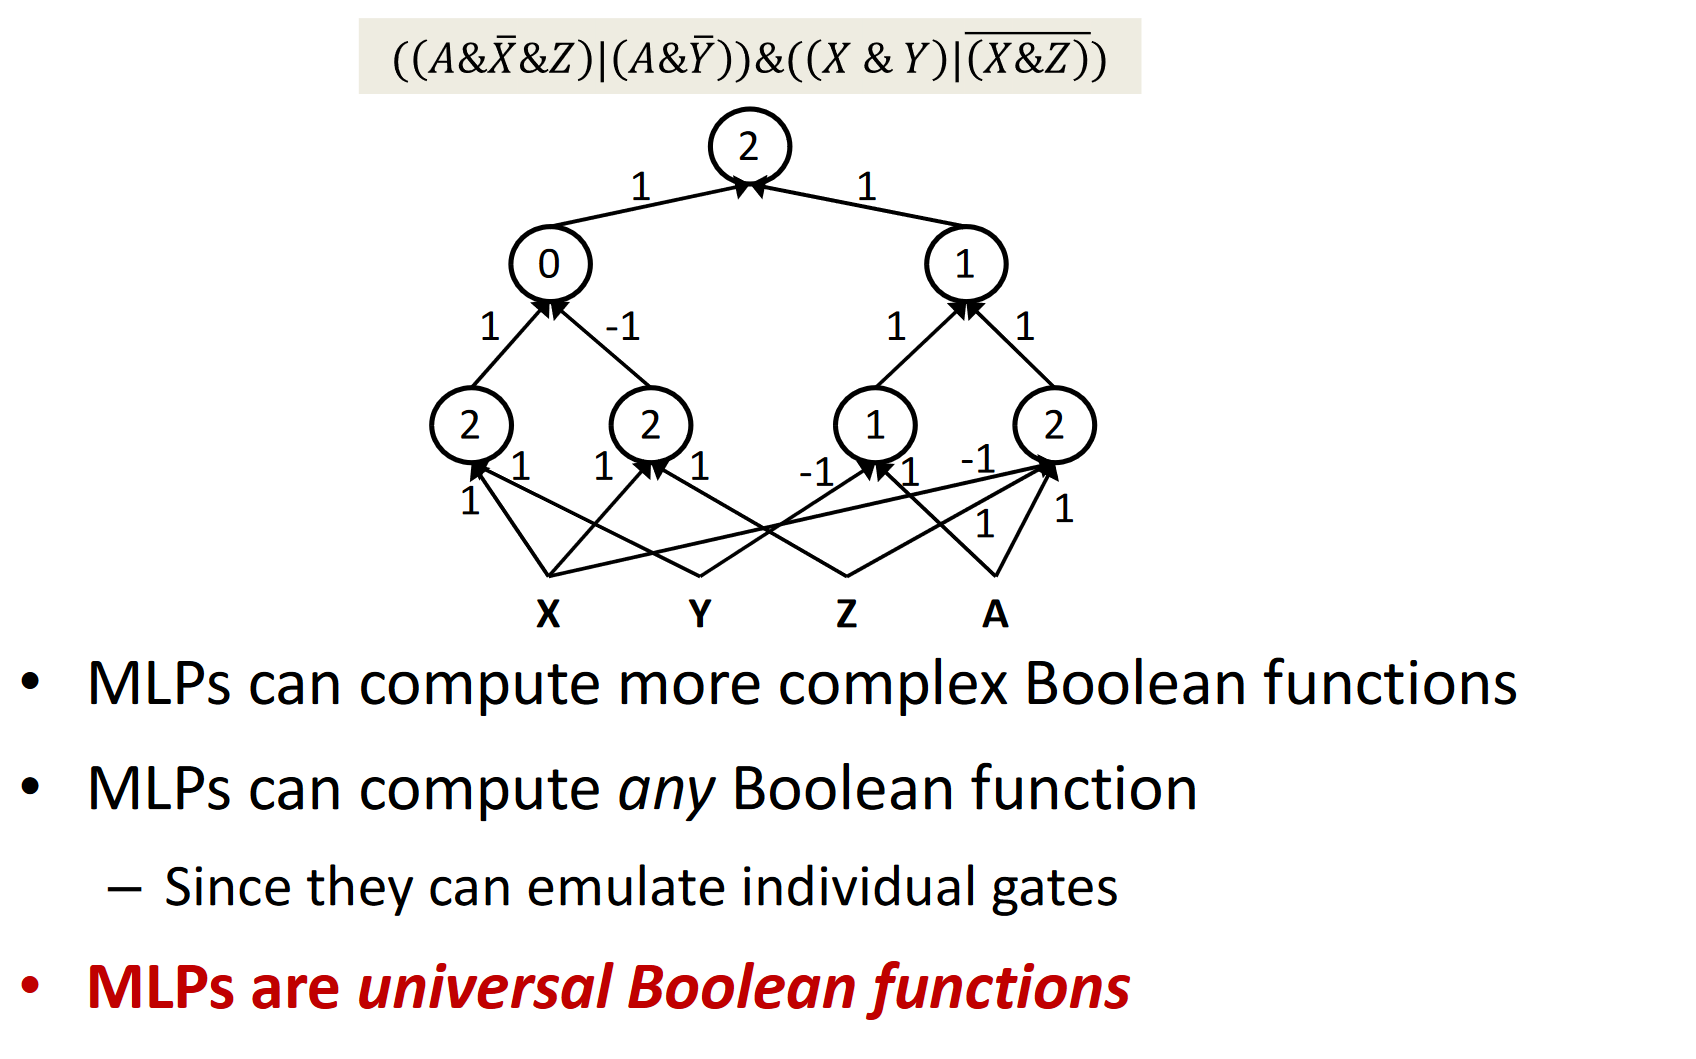 ((A&X̄&Z)|(A&Ȳ))&((X & Y)|(X&Z)̅)
2
1 1
0 1
1 -1 1 1
2 2 1 2
1 1 1 -1 1 -1
1 1 1
X Y Z A
• MLPs can compute more complex Boolean functions
• MLPs can compute any Boolean function
– Since they can emulate individual gates
• MLPs are universal Boolean functions